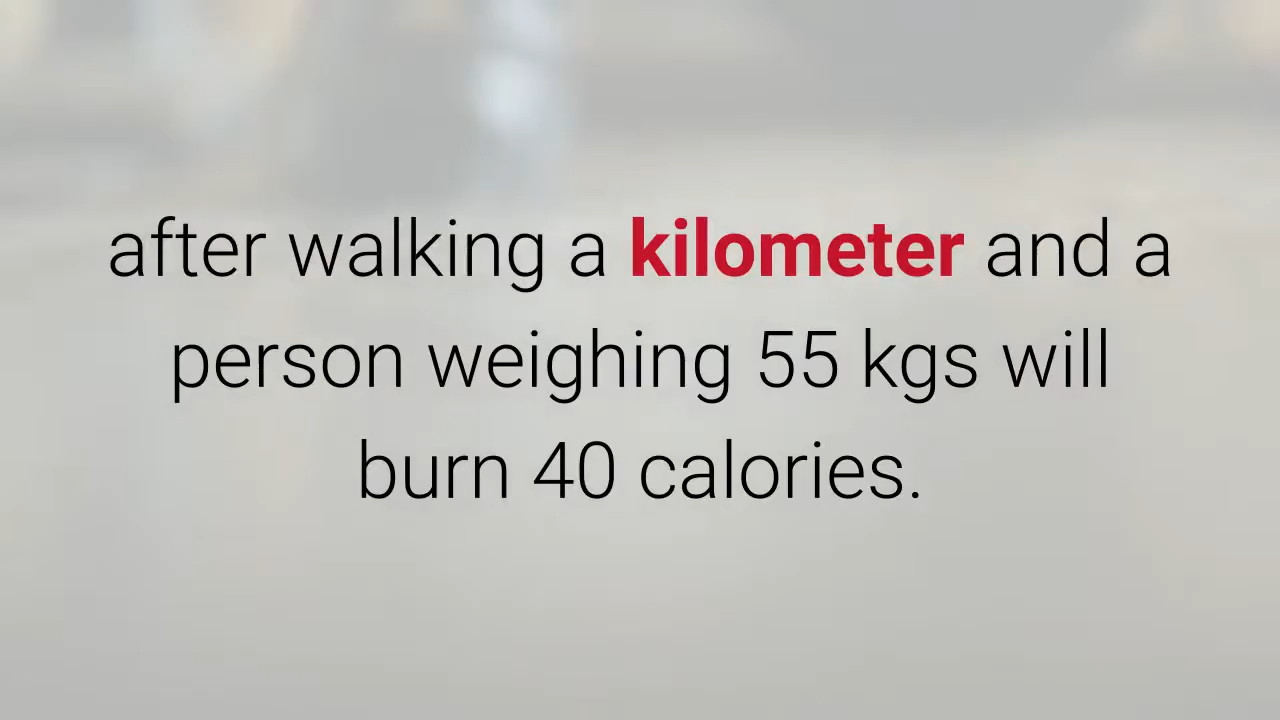 after walking a kilometer and a
person weighing 55 kgs will
burn 40 calories.